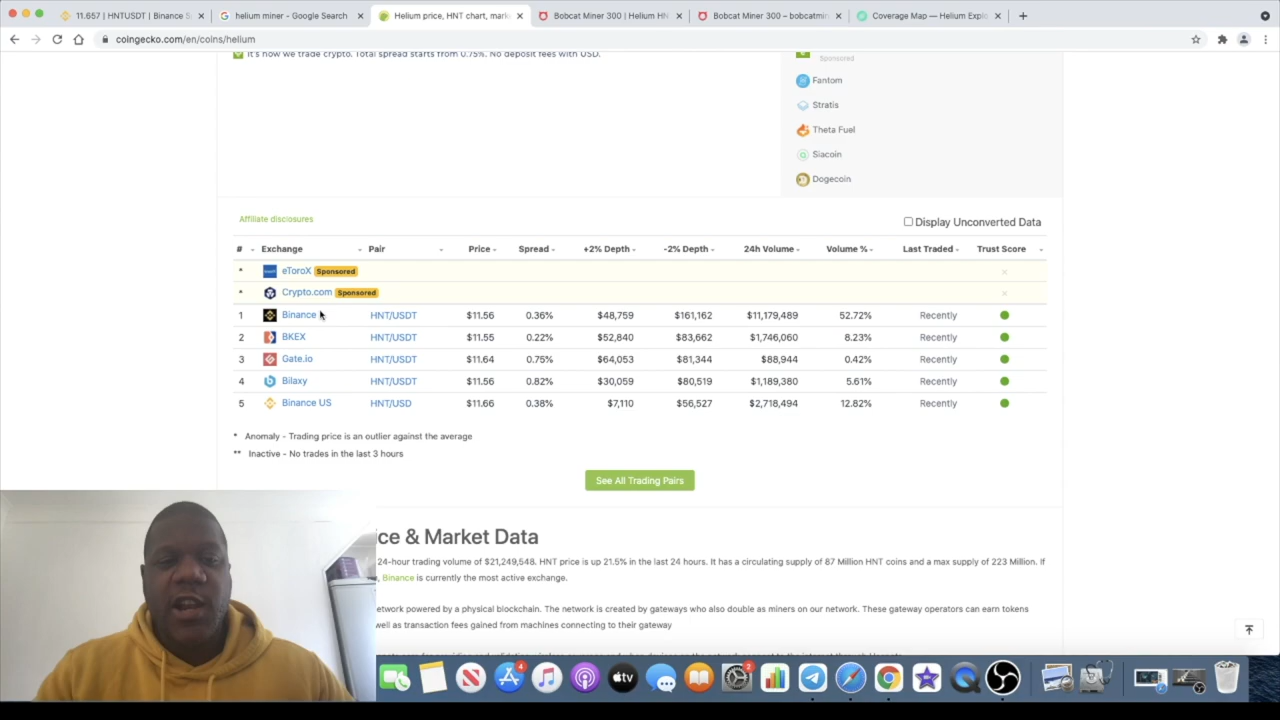 11.657 | HNTUSDT | Binance S
helium miner - Google Search
Helium price, HNT chart, mark
Bobcat Miner 300 | Helium HN
Bobcat Miner 300 – bobcatmin
Coverage Map — Helium Explo
coingecko.com/en/coins/helium
It's how we trade crypto. Total spread starts from 0.75%. No deposit fees with USD.
Sponsored
Fantom
Stratis
Theta Fuel
Siacoin
Dogecoin
Affiliate disclosures
Display Unconverted Data
# Exchange Pair Price Spread +2% Depth -2% Depth 24h Volume Volume % Last Traded Trust Score
* eToroX Sponsored
* Crypto.com Sponsored
1 Binance HNT/USDT $11.56 0.36% $48,759 $161,162 $11,179,489 52.72% Recently
2 BKEX HNT/USDT $11.55 0.22% $52,840 $83,662 $1,746,060 8.23% Recently
3 Gate.io HNT/USDT $11.64 0.75% $64,053 $81,344 $88,944 0.42% Recently
4 Bilaxy HNT/USDT $11.56 0.82% $30,059 $80,519 $1,189,380 5.61% Recently
5 Binance US HNT/USD $11.66 0.38% $7,110 $56,527 $2,718,494 12.82% Recently
* Anomaly - Trading price is an outlier against the average
** Inactive - No trades in the last 3 hours
See All Trading Pairs
ce & Market Data
24-hour trading volume of $21,249,548. HNT price is up 21.5% in the last 24 hours. It has a circulating supply of 87 Million HNT coins and a max supply of 223 Million. If
, Binance is currently the most active exchange.
etwork powered by a physical blockchain. The network is created by gateways who also double as miners on our network. These gateway operators can earn tokens
well as transaction fees gained from machines connecting to their gateway
4
tv
2